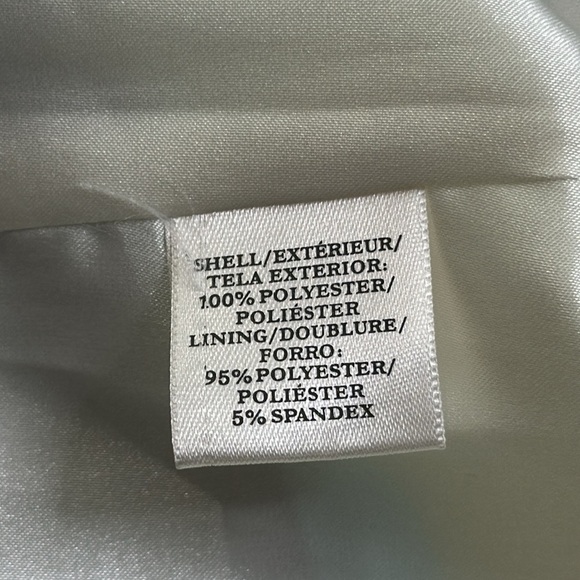 SHELL/EXTÉRIEUR/
TELA EXTERIOR:
100% POLYESTER/
POLIÉSTER
LINING/DOUBLURE/
FORRO:
95% POLYESTER/
POLIÉSTER
5% SPANDEX